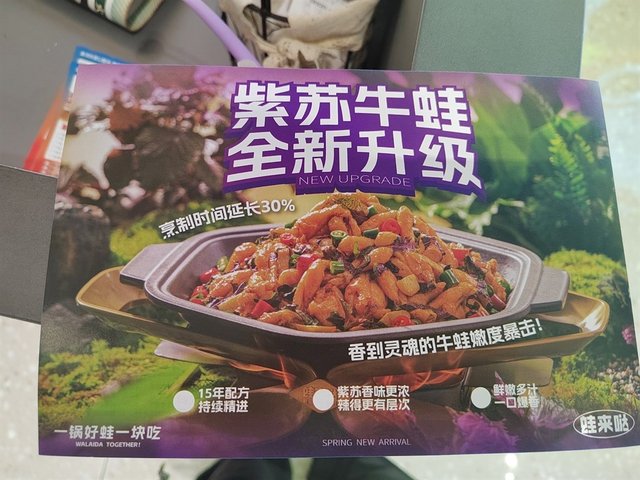 紫苏牛蛙
全新升级
NEW UPGRADE
烹制时间延长30%
香到灵魂的牛蛙嫩度暴击!
15年配方
持续精进
紫苏香味更浓
辣得更有层次
鲜嫩多汁
一口爆香
一锅好蛙一块吃
WALAIDA TOGETHER!
SPRING NEW ARRIVAL
蛙来哒